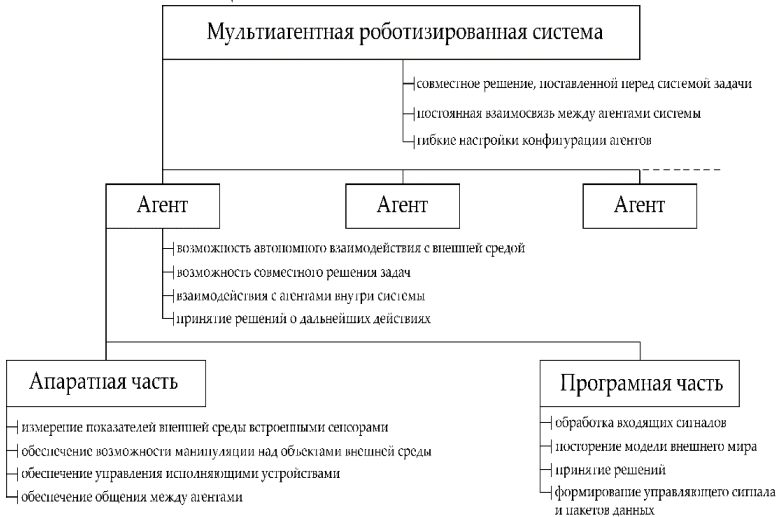 Мультиагентная роботизированная система
совместное решение, поставленной перед системой задачи
постоянная взаимосвязь между агентами системы
гибкие настройки конфигурации агентов
Агент
Агент
Агент
возможность автономного взаимодействия с внешней средой
возможность совместного решения задач
взаимодействия с агентами внутри системы
принятие решений о дальнейших действиях
Апаратная часть
Програмная часть
измерение показателей внешней среды встроенными сенсорами
обеспечение возможности манипуляции над объектами внешней среды
обеспечение управления исполняющими устройствами
обеспечение общения между агентами
обработка входящих сигналов
посторение модели внешнего мира
принятие решений
формирование управляющего сигнала
и пакетов данных